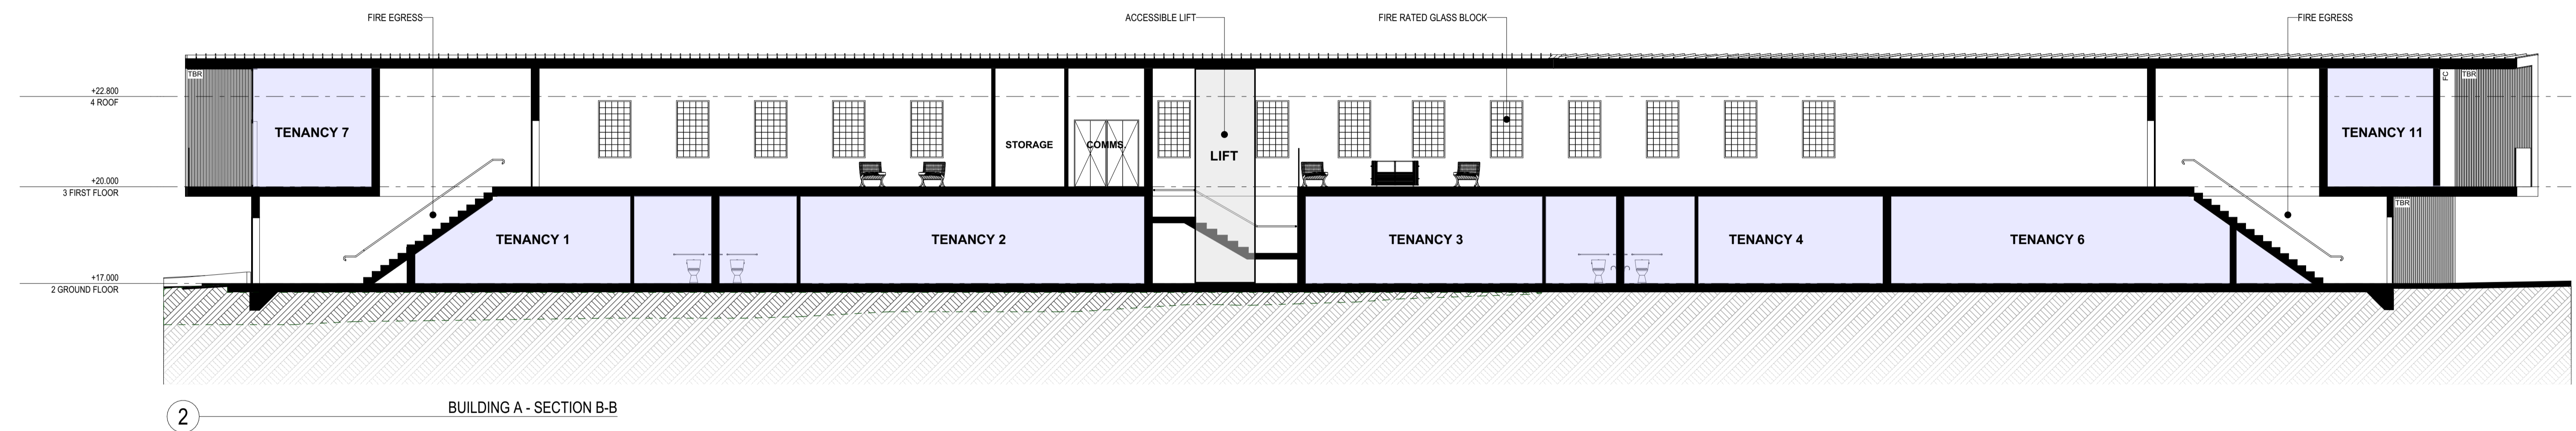 FIRE EGRESS
ACCESSIBLE LIFT
FIRE RATED GLASS BLOCK
FIRE EGRESS
TBR
FC
TBR
+22.800
4 ROOF
TENANCY 7
STORAGE
COMMS.
LIFT
TENANCY 11
+20.000
3 FIRST FLOOR
TBR
TENANCY 1
TENANCY 2
TENANCY 3
TENANCY 4
TENANCY 6
+17.000
2 GROUND FLOOR
2
BUILDING A - SECTION B-B